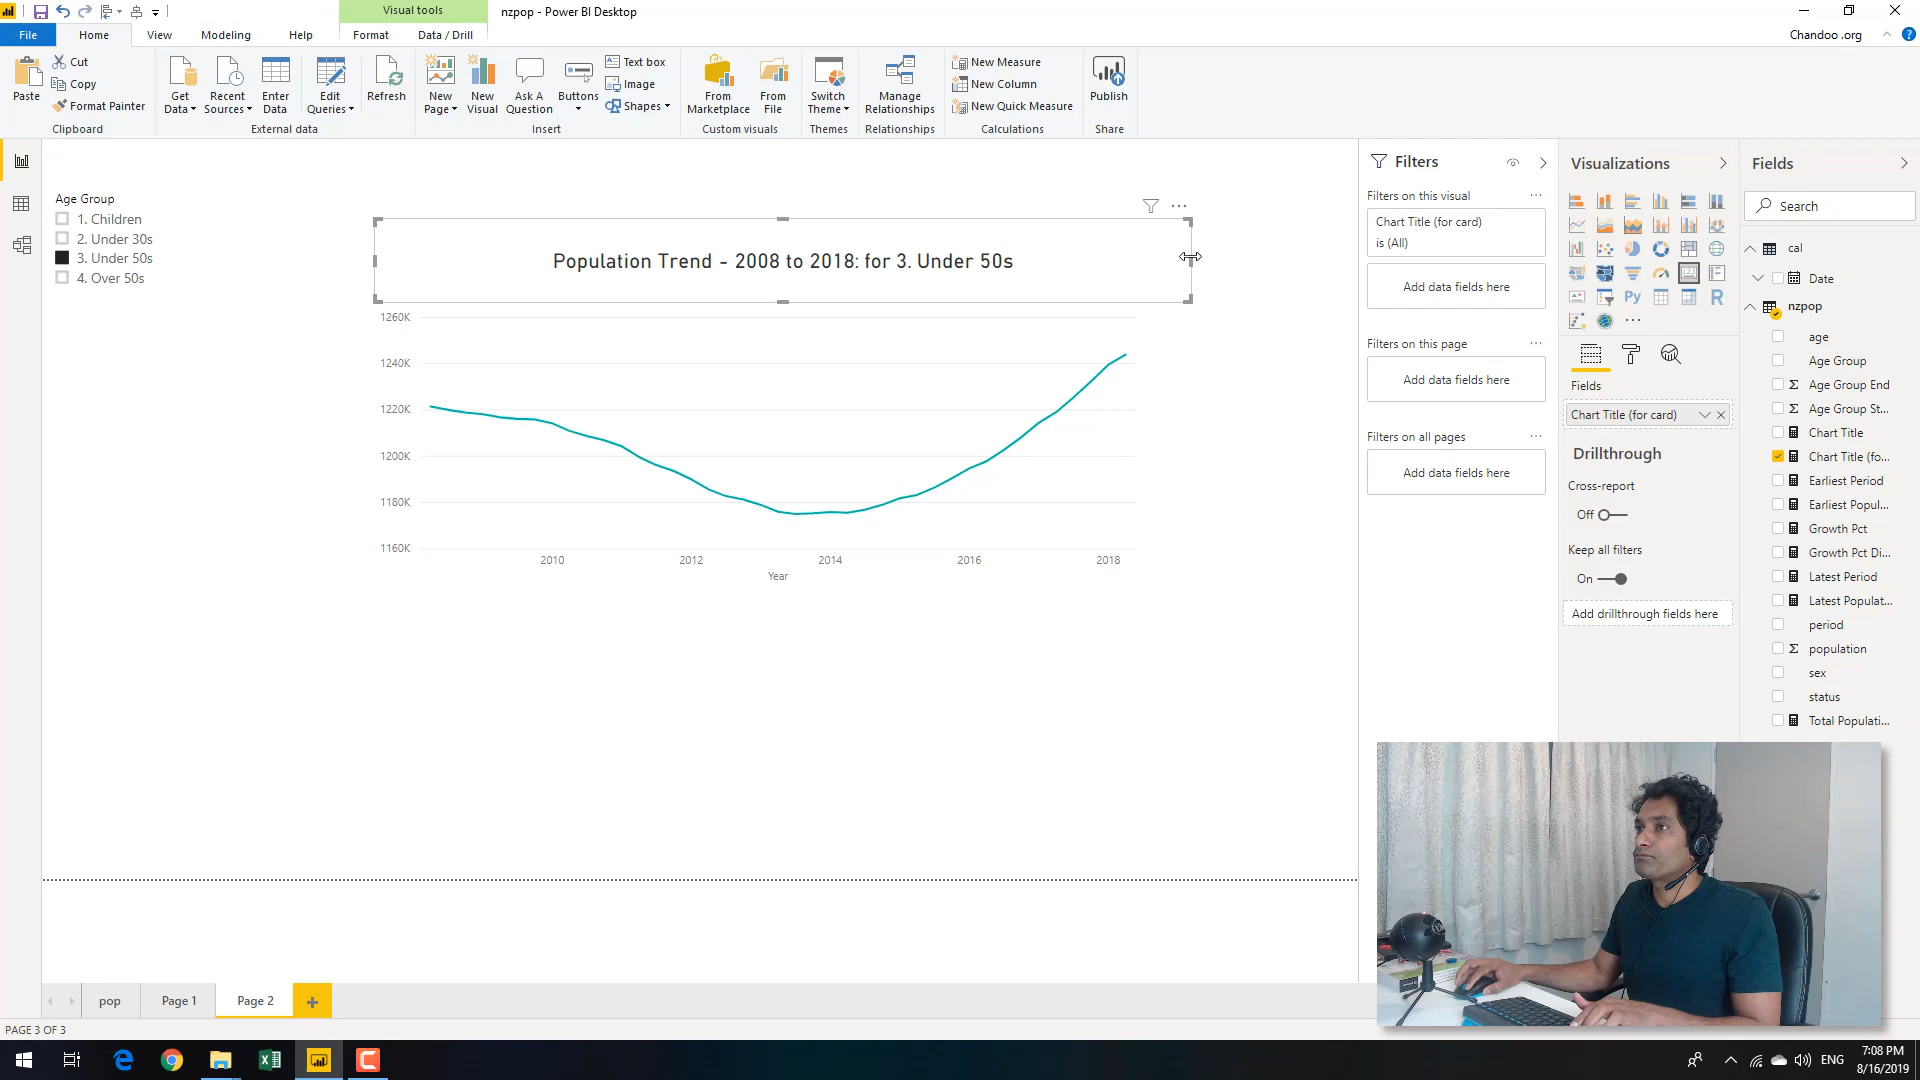 Visual tools
nzpop - Power BI Desktop
File
Home
View
Modeling
Help
Format
Data / Drill
Chandoo .org
Paste
Cut
Copy
Format Painter
Clipboard
Get Data
Recent Sources
Enter Data
Edit Queries
Refresh
External data
New Page
New Visual
Ask A Question
Buttons
Text box
Image
Shapes
Insert
From Marketplace
From File
Custom visuals
Switch Theme
Themes
Manage Relationships
Relationships
New Measure
New Column
New Quick Measure
Calculations
Publish
Share
Age Group
1. Children
2. Under 30s
3. Under 50s
4. Over 50s
Population Trend - 2008 to 2018: for 3. Under 50s
1260K
1240K
1220K
1200K
1180K
1160K
2010
2012
2014
2016
2018
Year
Filters
Filters on this visual
Chart Title (for card)
is (All)
Add data fields here
Filters on this page
Add data fields here
Filters on all pages
Add data fields here
Visualizations
Py
R
Fields
Chart Title (for card)
Drillthrough
Cross-report
Off
Keep all filters
On
Add drillthrough fields here
Fields
Search
cal
Date
nzpop
age
Age Group
Age Group End
Age Group St...
Chart Title
Chart Title (fo...
Earliest Period
Earliest Popul...
Growth Pct
Growth Pct Di...
Latest Period
Latest Populat...
period
population
sex
status
Total Populati...
pop
Page 1
Page 2
PAGE 3 OF 3
ENG
7:08 PM
8/16/2019